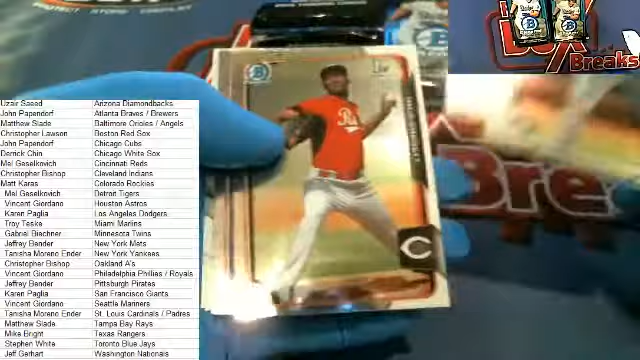 Uzair Saeed Arizona Diamondbacks
John Papendorf Atlanta Braves / Brewers
Matthew Slade Baltimore Orioles / Angels
Christopher Lawson Boston Red Sox
John Papendorf Chicago Cubs
Derrick Chin Chicago White Sox
Mel Geselkovich Cincinnati Reds
Christopher Bishop Cleveland Indians
Matt Karas Colorado Rockies
Mel Geselkovich Detroit Tigers
Vincent Giordano Houston Astros
Karen Paglia Los Angeles Dodgers
Troy Teske Miami Marlins
Gabriel Biechner Minnesota Twins
Jeffrey Bender New York Mets
Tanisha Moreno Ender New York Yankees
Christopher Bishop Oakland A's
Vincent Giordano Philadelphia Phillies / Royals
Jeffrey Bender Pittsburgh Pirates
Karen Paglia San Francisco Giants
Vincent Giordano Seattle Mariners
Tanisha Moreno Ender St. Louis Cardinals / Padres
Matthew Slade Tampa Bay Rays
Mike Bright Texas Rangers
Stephen White Toronto Blue Jays
Jeff Gerhart Washington Nationals
1st
Breaks
Bre